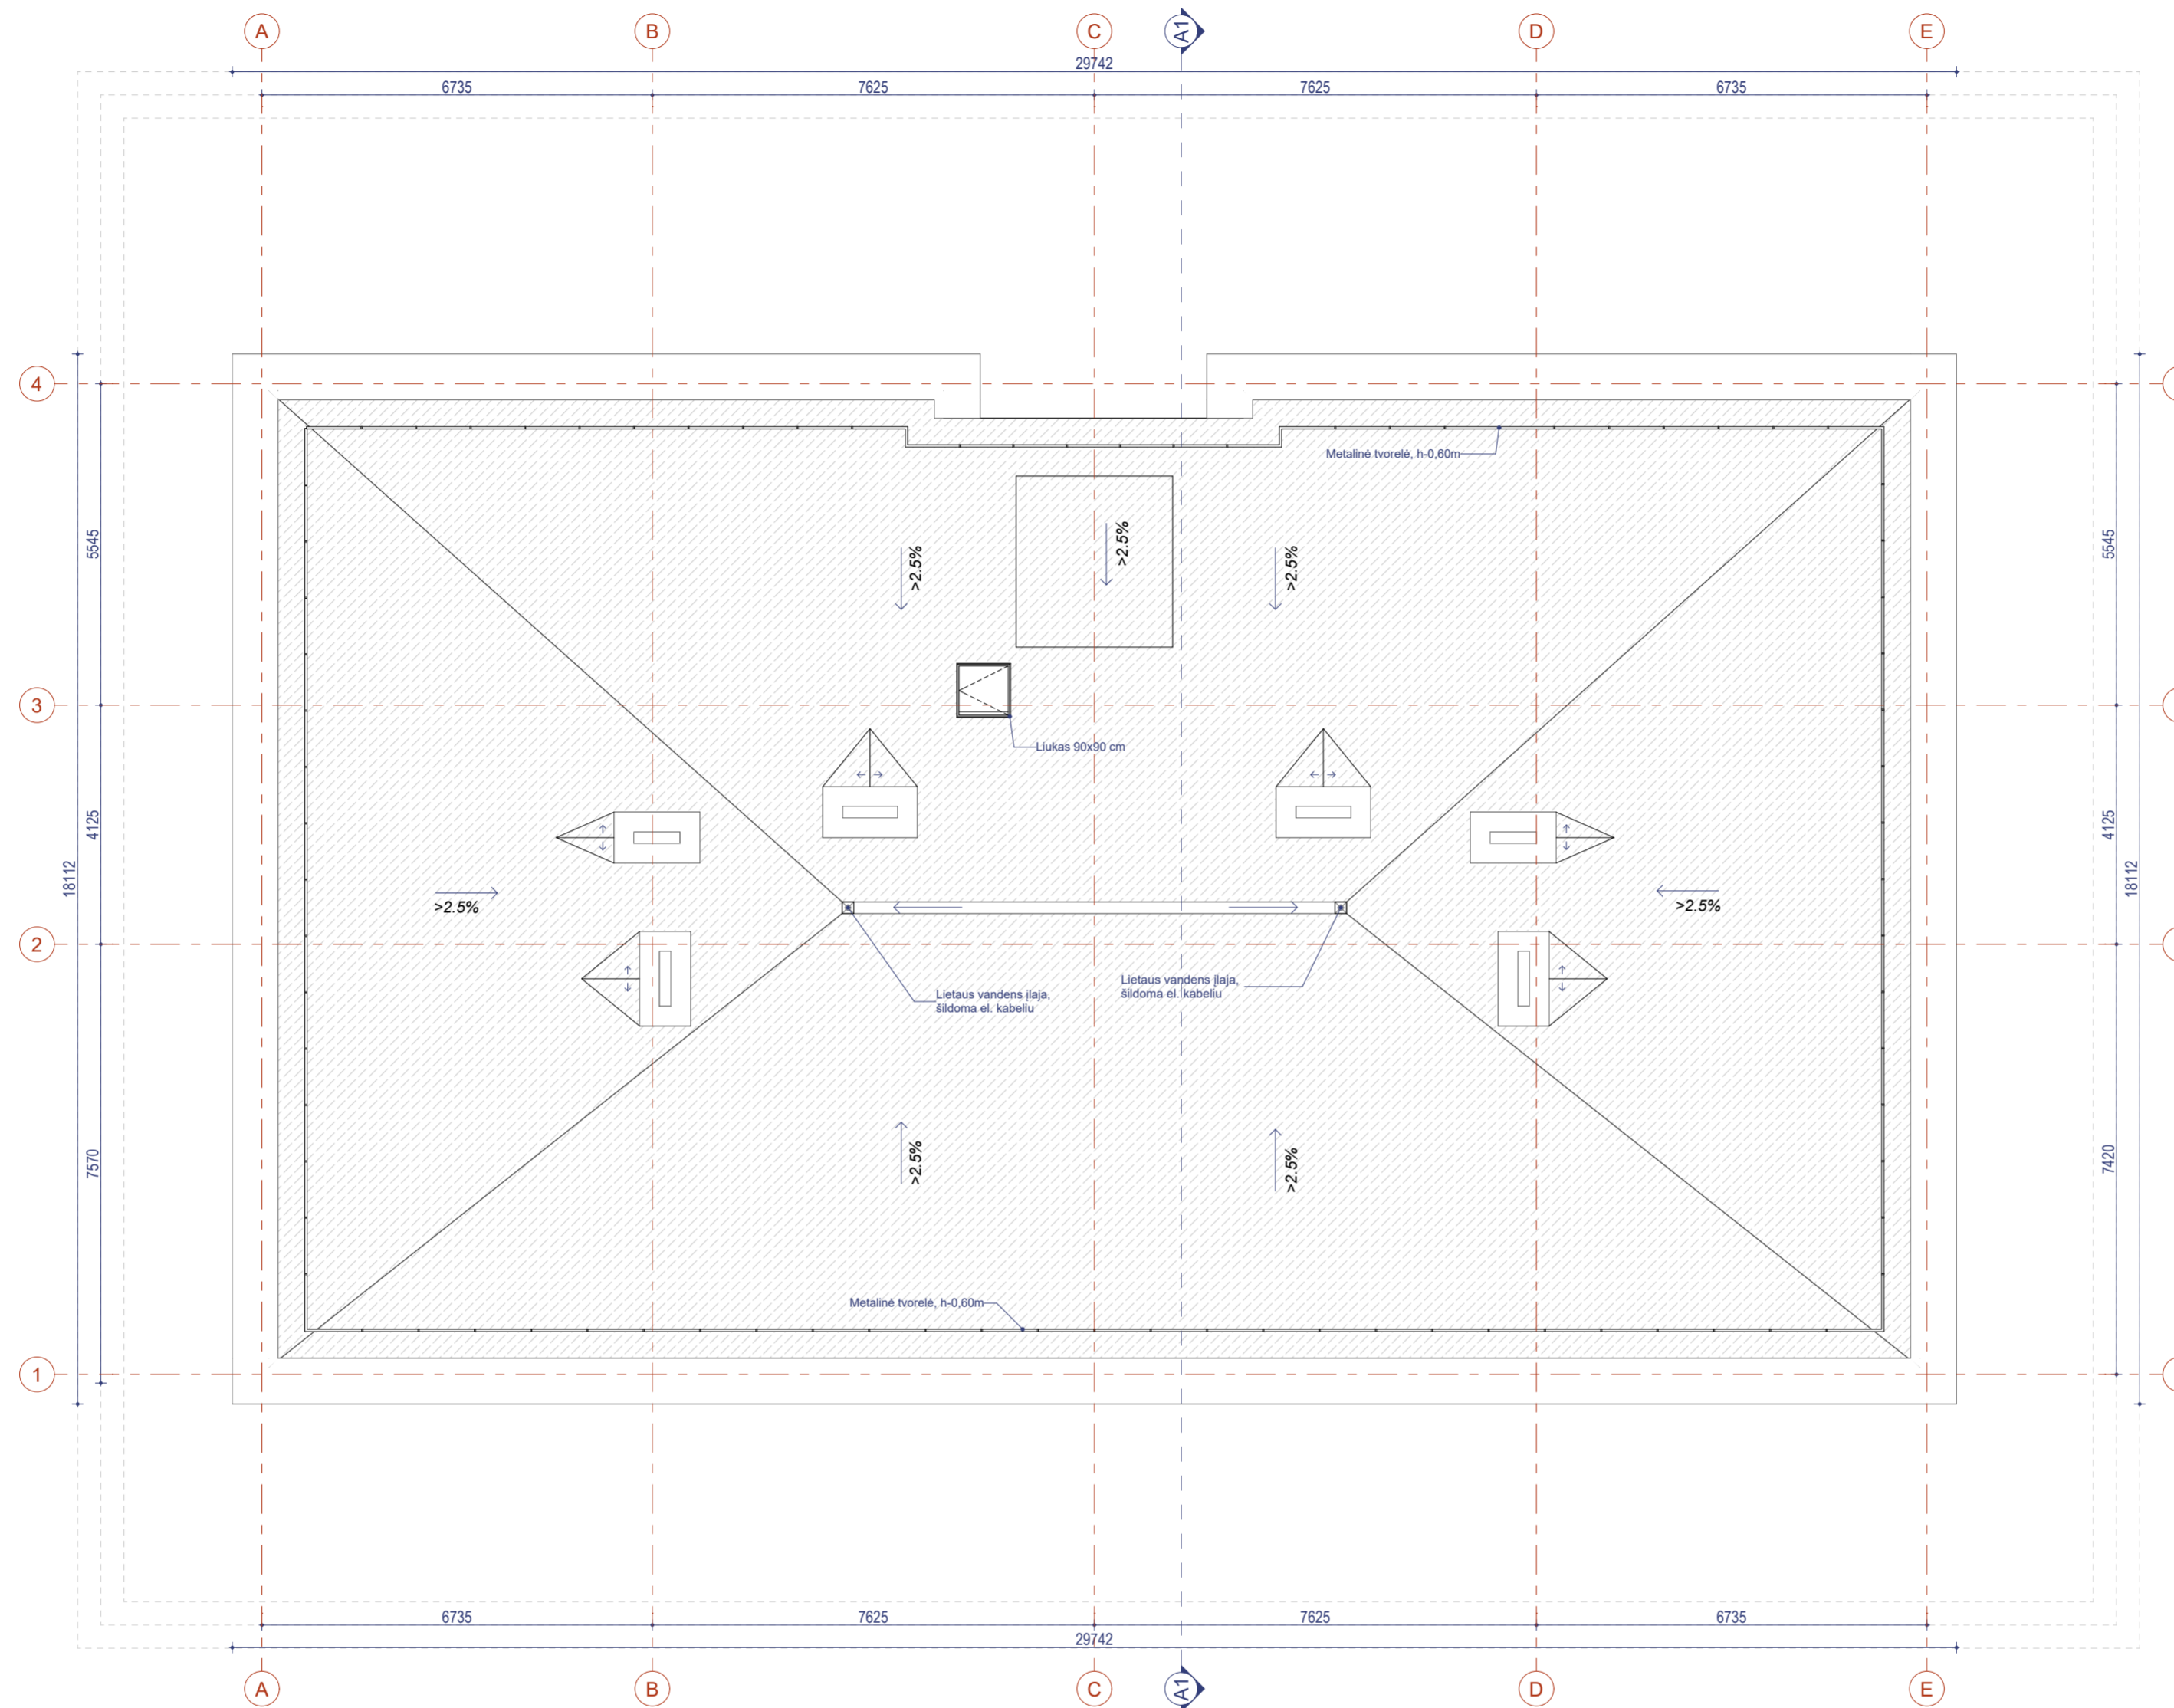 A
B
C
A1
D
E
29742
6735
7625
7625
6735
4
Metalinė tvorelė, h-0,60m
>2.5%
>2.5%
>2.5%
5545
5545
3
Liukas 90x90 cm
4125
4125
18112
18112
>2.5%
>2.5%
2
Lietaus vandens įlaja,
šildoma el. kabeliu
Lietaus vandens įlaja,
šildoma el. kabeliu
7570
>2.5%
>2.5%
7420
Metalinė tvorelė, h-0,60m
1
6735
7625
7625
6735
29742
A
B
C
A1
D
E